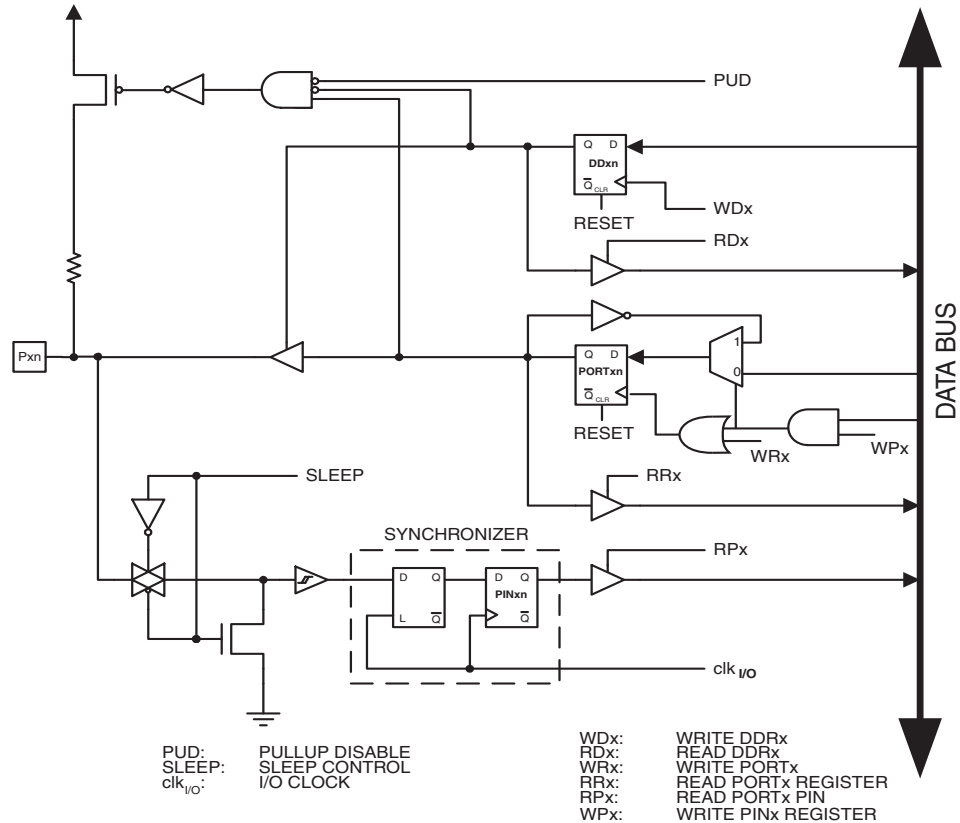 PUD
Q D
DDxn
Q CLR
WDx
RESET
RDx
1
Pxn
Q D
0
PORTxn
Q CLR
RESET
WRx
WPx
DATA BUS
SLEEP
RRx
SYNCHRONIZER
RPx
D Q
D Q
PINxn
L Q
Q
clk I/O
PUD: PULLUP DISABLE
SLEEP: SLEEP CONTROL
clkI/O: I/O CLOCK
WDx: WRITE DDRx
RDx: READ DDRx
WRx: WRITE PORTx
RRx: READ PORTx REGISTER
RPx: READ PORTx PIN
WPx: WRITE PINx REGISTER